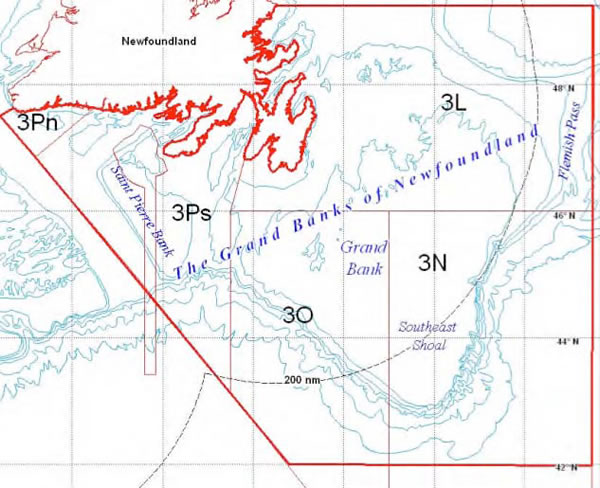 Newfoundland
48° N
3L
3Pn
Flemish Pass
Saint Pierre Bank
3Ps
The Grand Banks of Newfoundland
46° N
Grand
Bank
3N
3O
Southeast
Shoal
44° N
200 nm
42° N